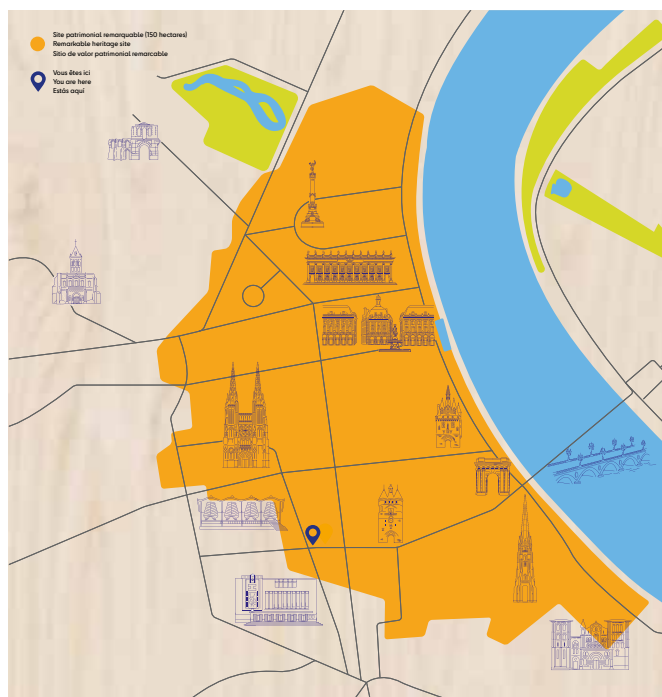 Site patrimonial remarquable (150 hectares)
Remarkable heritage site
Sitio de valor patrimonial remarcable
Vous êtes ici
You are here
Estás aquí